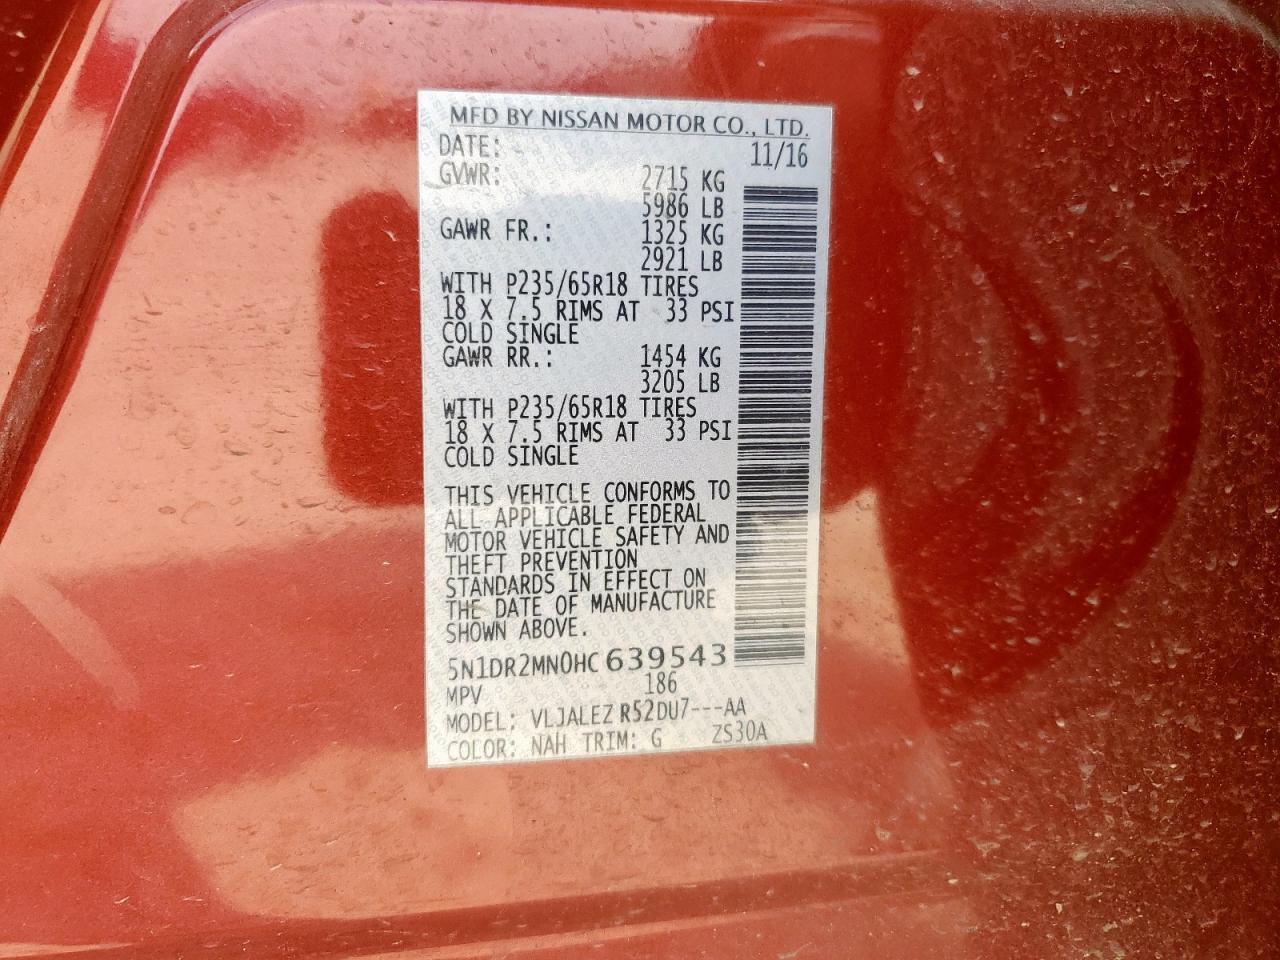 MFD BY NISSAN MOTOR CO., LTD.
DATE: 11/16
GVWR: 2715 KG
5986 LB
GAWR FR.: 1325 KG
2921 LB
WITH P235/65R18 TIRES
18 X 7.5 RIMS AT 33 PSI
COLD SINGLE
GAWR RR.: 1454 KG
3205 LB
WITH P235/65R18 TIRES
18 X 7.5 RIMS AT 33 PSI
COLD SINGLE
THIS VEHICLE CONFORMS TO
ALL APPLICABLE FEDERAL
MOTOR VEHICLE SAFETY AND
THEFT PREVENTION
STANDARDS IN EFFECT ON
THE DATE OF MANUFACTURE
SHOWN ABOVE.
5N1DR2MN0HC 639543
MPV 186
MODEL: VLJALEZ R52DU7---AA
COLOR: NAH TRIM: G ZS30A